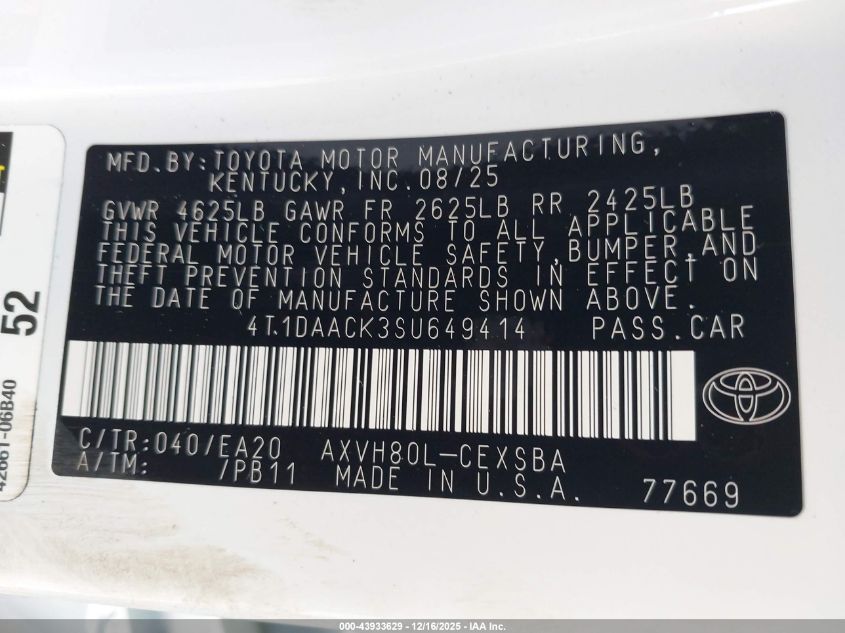 MFD.BY:TOYOTA MOTOR MANUFACTURING,
KENTUCKY, INC. 08/25
GVWR 4625LB GAWR FR 2625LB RR 2425LB
THIS VEHICLE CONFORMS TO ALL APPLICABLE
FEDERAL MOTOR VEHICLE SAFETY, BUMPER, AND
THEFT PREVENTION STANDARDS IN EFFECT ON
THE DATE OF MANUFACTURE SHOWN ABOVE.
4T1DAACK3SU649414 PASS.CAR
C/TR:040/EA20 AXVH80L-CEXSBA
A/TM: /PB11 MADE IN U.S.A. 77669
52
42661-06B40
000-43933629 - 12/16/2025 - IAA Inc.